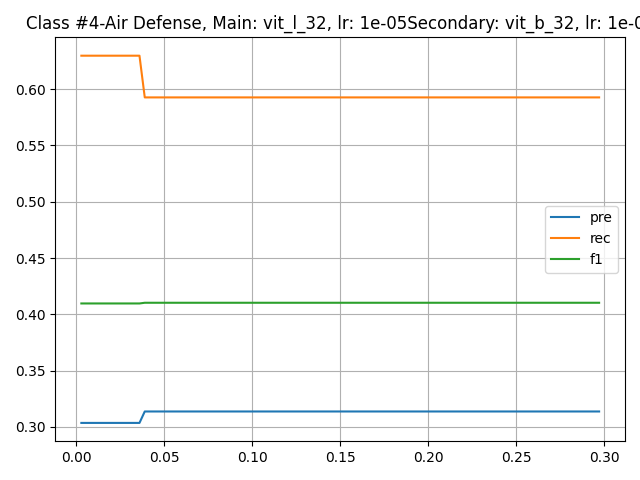 Class #4-Air Defense, Main: vit_l_32, lr: 1e-05Secondary: vit_b_32, lr: 1e-0
0.60
0.55
0.50
0.45
0.40
0.35
0.30
pre
rec
f1
0.00 0.05 0.10 0.15 0.20 0.25 0.30